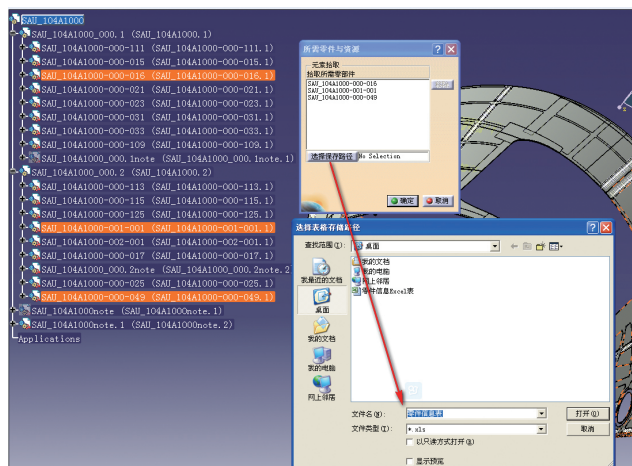 SAU_104A1000
SAU_104A1000_000.1 (SAU_104A1000.1)
SAU_104A1000-000-111 (SAU_104A1000-000-111.1)
SAU_104A1000-000-015 (SAU_104A1000-000-015.1)
SAU_104A1000-000-016 (SAU_104A1000-000-016.1)
SAU_104A1000-000-021 (SAU_104A1000-000-021.1)
SAU_104A1000-000-023 (SAU_104A1000-000-023.1)
SAU_104A1000-000-031 (SAU_104A1000-000-031.1)
SAU_104A1000-000-033 (SAU_104A1000-000-033.1)
SAU_104A1000-000-109 (SAU_104A1000-000-109.1)
SAU_104A1000_000.1note (SAU_104A1000_000.1note.1)
SAU_104A1000_000.2 (SAU_104A1000.2)
SAU_104A1000-000-113 (SAU_104A1000-000-113.1)
SAU_104A1000-000-115 (SAU_104A1000-000-115.1)
SAU_104A1000-000-125 (SAU_104A1000-000-125.1)
SAU_104A1000-001-001 (SAU_104A1000-001-001.1)
SAU_104A1000-002-001 (SAU_104A1000-002-001.1)
SAU_104A1000-000-017 (SAU_104A1000-000-017.1)
SAU_104A1000_000.2note (SAU_104A1000_000.2note.2
SAU_104A1000-000-025 (SAU_104A1000-000-025.1)
SAU_104A1000-000-049 (SAU_104A1000-000-049.1)
SAU_104A1000note (SAU_104A1000note.1)
SAU_104A1000note.1 (SAU_104A1000note.2)
Applications
所需零件与资源
元素拾取
拾取所需零部件
SAU_104A1000-000-016
SAU_104A1000-001-001
SAU_104A1000-000-049
选择保存路径 No Selection
确定 取消
选择表格存储路径
查找范围(I): 桌面
我最近的文档
桌面
我的文档
我的电脑
网上邻居
我的文档
我的电脑
网上邻居
零件信息Excel表
文件名(N): 零件信息表 打开(O)
文件类型(T): *.xls 取消
以只读方式打开(R)
显示预览